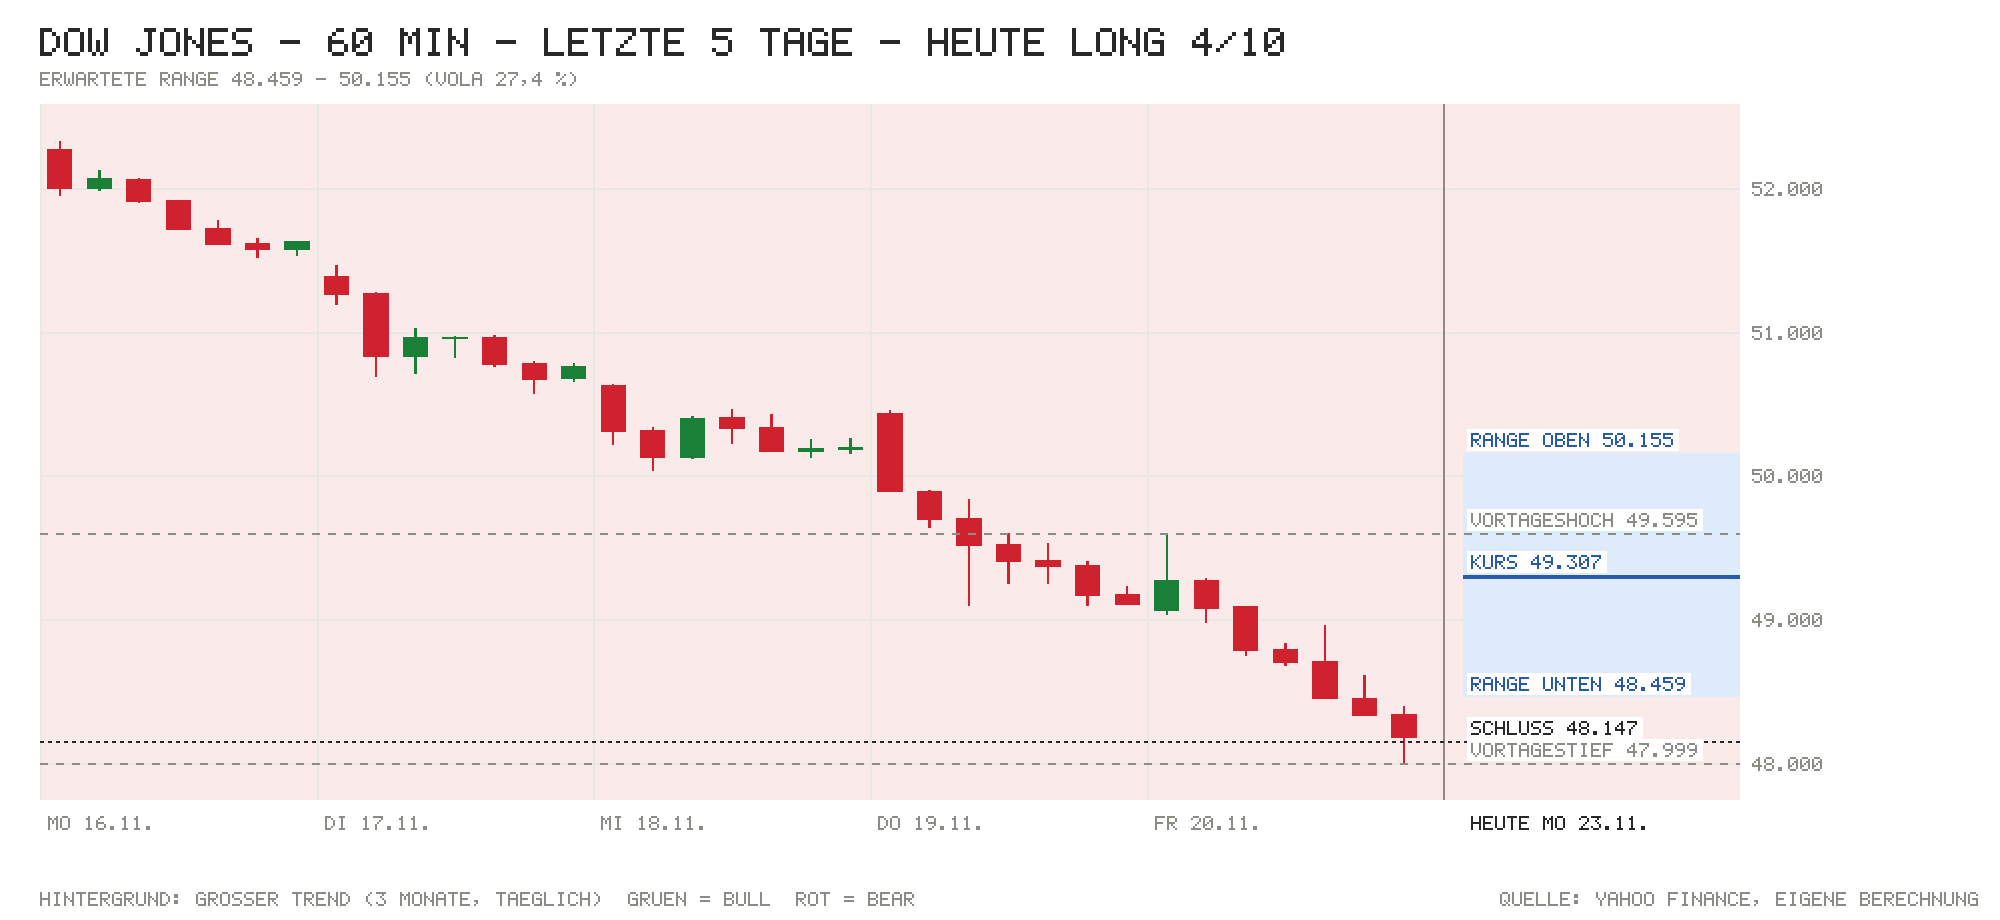 DOW JONES – 60 MIN – LETZTE 5 TAGE – HEUTE LONG 4/10
ERWARTETE RANGE 48.459 – 50.155 (VOLA 27,4 %)
52.000
51.000
RANGE OBEN 50.155
50.000
VORTAGESHOCH 49.595
KURS 49.307
49.000
RANGE UNTEN 48.459
SCHLUSS 48.147
VORTAGESTIEF 47.999
48.000
MO 16.11. DI 17.11. MI 18.11. DO 19.11. FR 20.11. HEUTE MO 23.11.
HINTERGRUND: GROSSER TREND (3 MONATE, TAEGLICH) GRUEN = BULL ROT = BEAR
QUELLE: YAHOO FINANCE, EIGENE BERECHNUNG